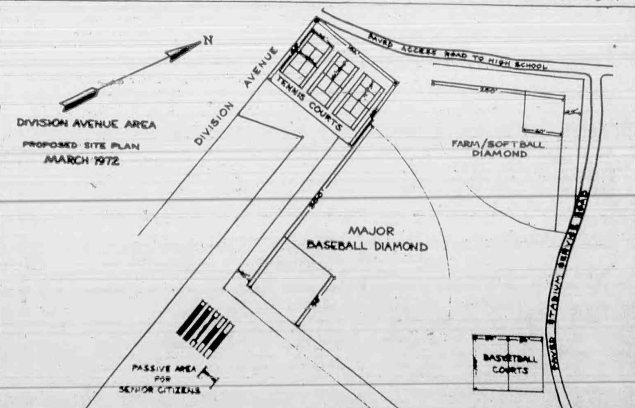 N
DIVISION AVENUE AREA
PROPOSED SITE PLAN
MARCH 1972
DIVISION AVENUE
TENNIS COURTS
PAVED ACCESS ROAD TO HIGH SCHOOL
FARM/SOFTBALL
DIAMOND
MAJOR
BASEBALL DIAMOND
PAVED STADIUM SERVICE ROAD
BASKETBALL
COURTS
PASSIVE AREA
FOR
SENIOR CITIZENS